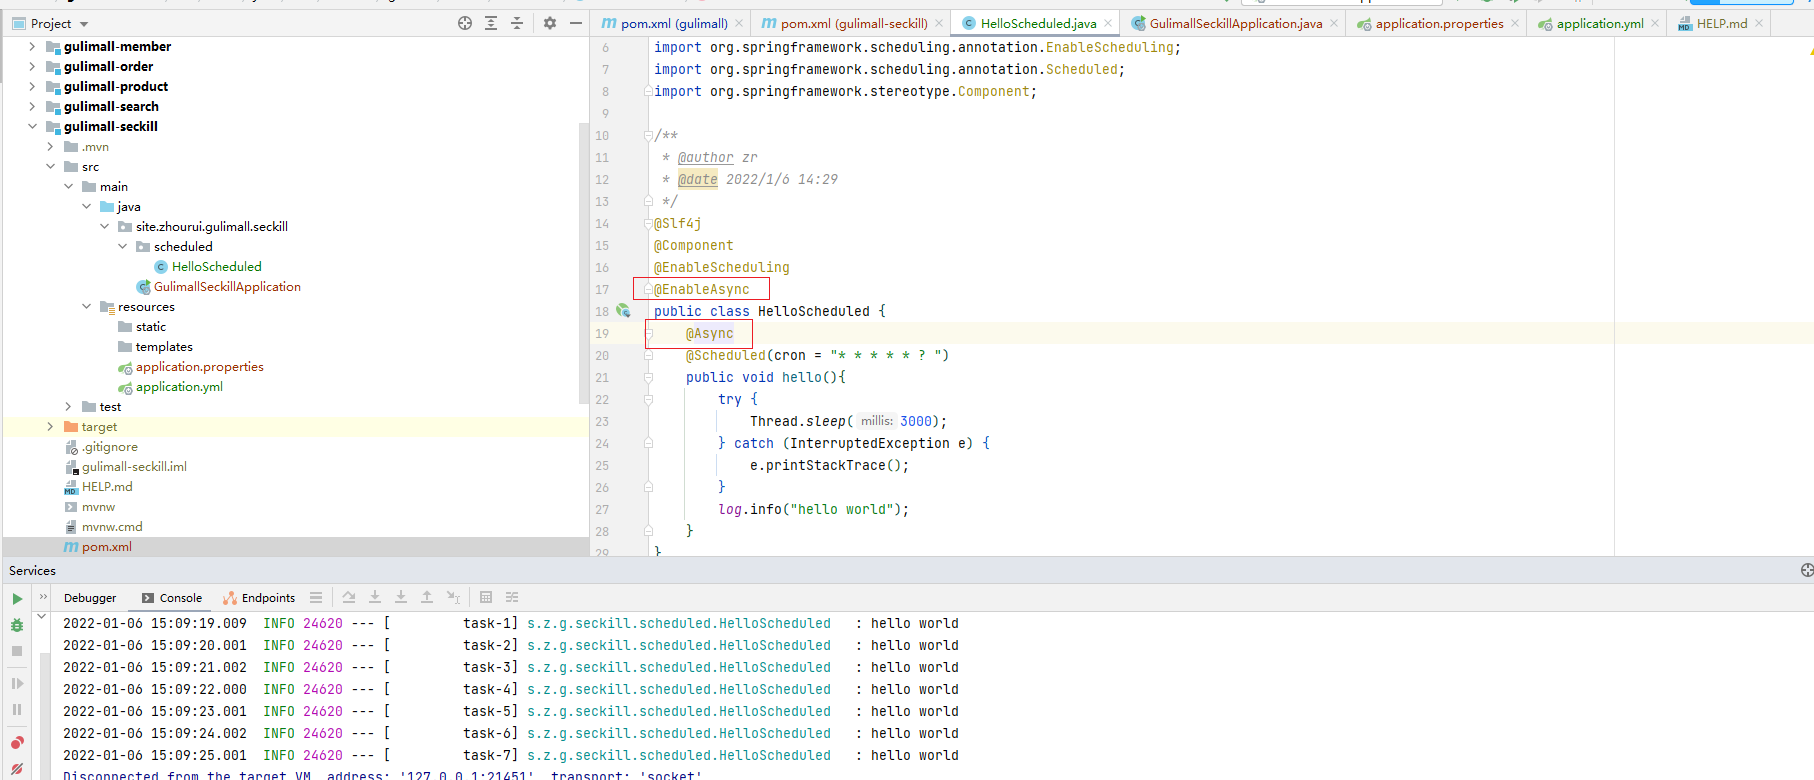 Project
pom.xml (gulimall)
pom.xml (gulimall-seckill)
HelloScheduled.java
GulimallSeckillApplication.java
application.properties
application.yml
HELP.md
gulimall-member
gulimall-order
gulimall-product
gulimall-search
gulimall-seckill
.mvn
src
main
java
site.zhourui.gulimall.seckill
scheduled
HelloScheduled
GulimallSeckillApplication
resources
static
templates
application.properties
application.yml
test
target
.gitignore
gulimall-seckill.iml
HELP.md
mvnw
mvnw.cmd
pom.xml
6 import org.springframework.scheduling.annotation.EnableScheduling;
7 import org.springframework.scheduling.annotation.Scheduled;
8 import org.springframework.stereotype.Component;
9
10 /**
11 * @author zr
12 * @date 2022/1/6 14:29
13 */
14 @Slf4j
15 @Component
16 @EnableScheduling
17 @EnableAsync
18 public class HelloScheduled {
19 @Async
20 @Scheduled(cron = "* * * * * ? ")
21 public void hello(){
22 try {
23 Thread.sleep( millis: 3000);
24 } catch (InterruptedException e) {
25 e.printStackTrace();
26 }
27 log.info("hello world");
28 }
29 }
Services
Debugger Console Endpoints
2022-01-06 15:09:19.009 INFO 24620 --- [ task-1] s.z.g.seckill.scheduled.HelloScheduled : hello world
2022-01-06 15:09:20.001 INFO 24620 --- [ task-2] s.z.g.seckill.scheduled.HelloScheduled : hello world
2022-01-06 15:09:21.002 INFO 24620 --- [ task-3] s.z.g.seckill.scheduled.HelloScheduled : hello world
2022-01-06 15:09:22.000 INFO 24620 --- [ task-4] s.z.g.seckill.scheduled.HelloScheduled : hello world
2022-01-06 15:09:23.001 INFO 24620 --- [ task-5] s.z.g.seckill.scheduled.HelloScheduled : hello world
2022-01-06 15:09:24.002 INFO 24620 --- [ task-6] s.z.g.seckill.scheduled.HelloScheduled : hello world
2022-01-06 15:09:25.001 INFO 24620 --- [ task-7] s.z.g.seckill.scheduled.HelloScheduled : hello world
Disconnected from the target VM, address: '127.0.0.1:21451', transport: 'socket'